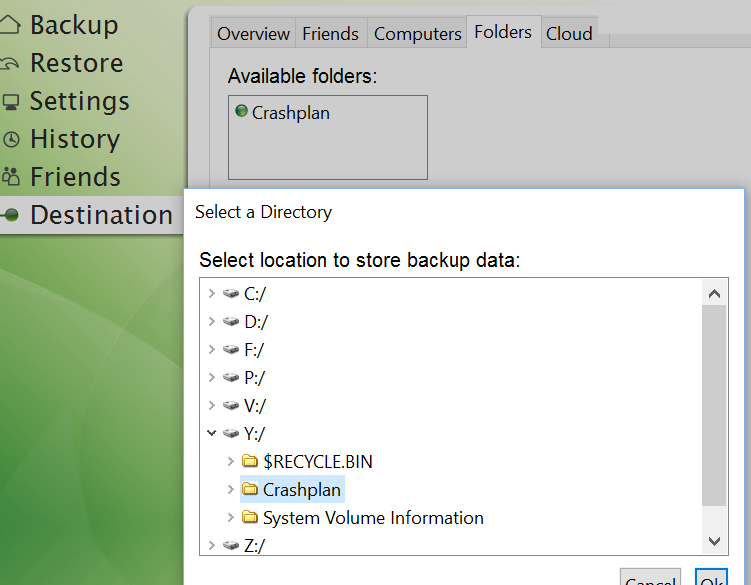 Backup
Restore
Settings
History
Friends
Destination
Overview Friends Computers Folders Cloud
Available folders:
Crashplan
Select a Directory
Select location to store backup data:
C:/
D:/
F:/
P:/
V:/
Y:/
$RECYCLE.BIN
Crashplan
System Volume Information
Z:/
Cancel Ok